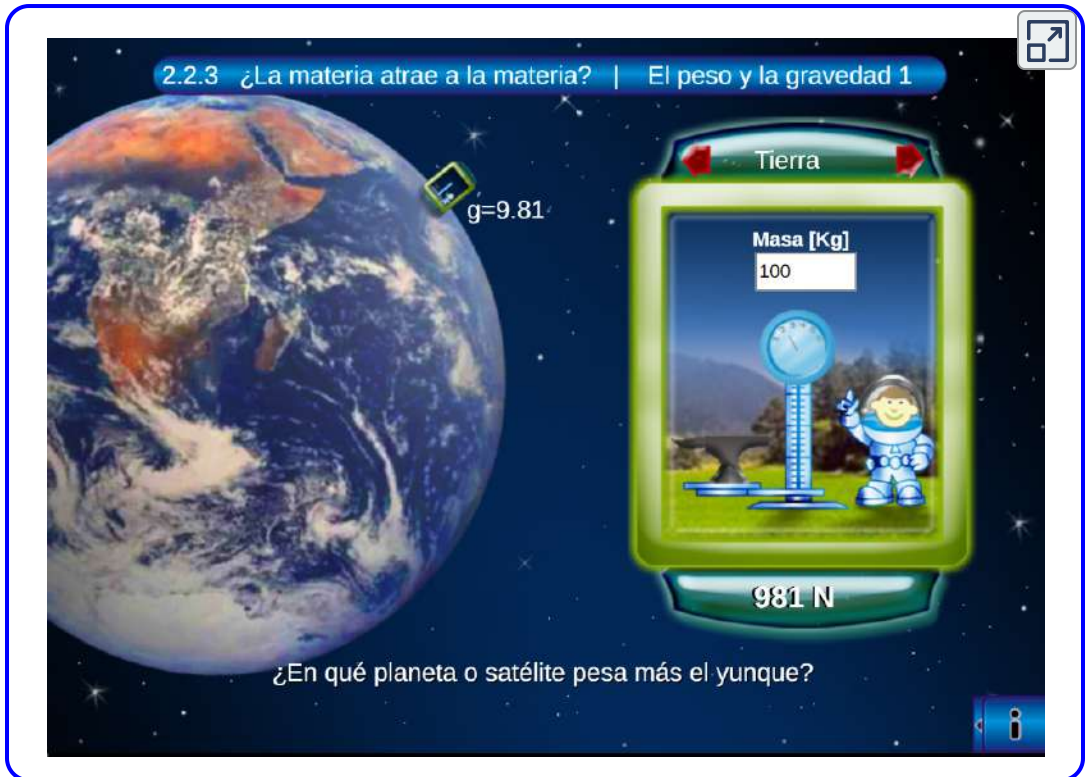 2.2.3 ¿La materia atrae a la materia? | El peso y la gravedad 1
Tierra
g=9.81
Masa [Kg]
100
981 N
¿En qué planeta o satélite pesa más el yunque?
i